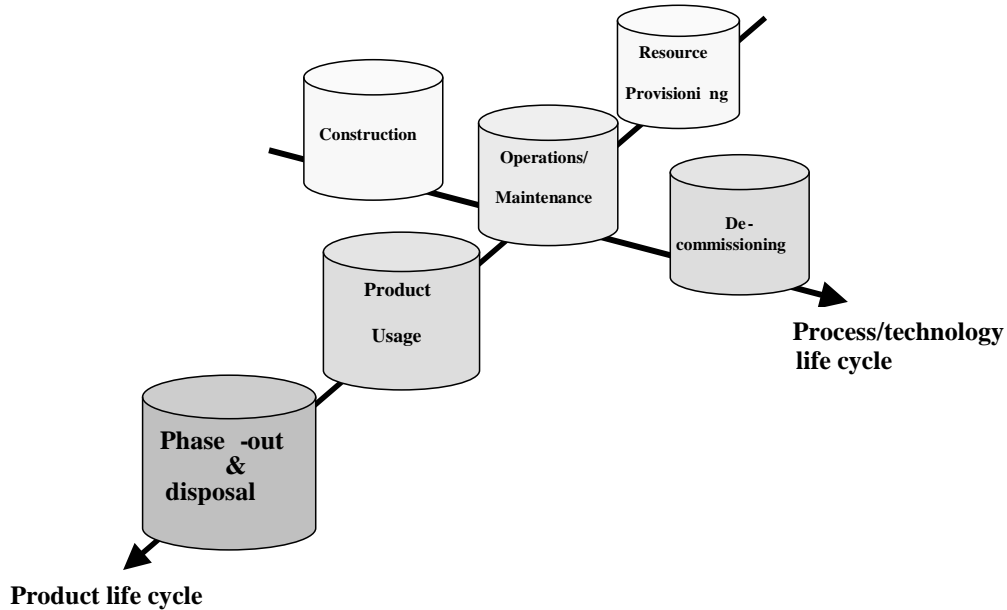 Resource
Provisioni ng
Construction
Operations/
Maintenance
De -
commissioning
Product
Usage
Process/technology
life cycle
Phase -out
&
disposal
Product life cycle